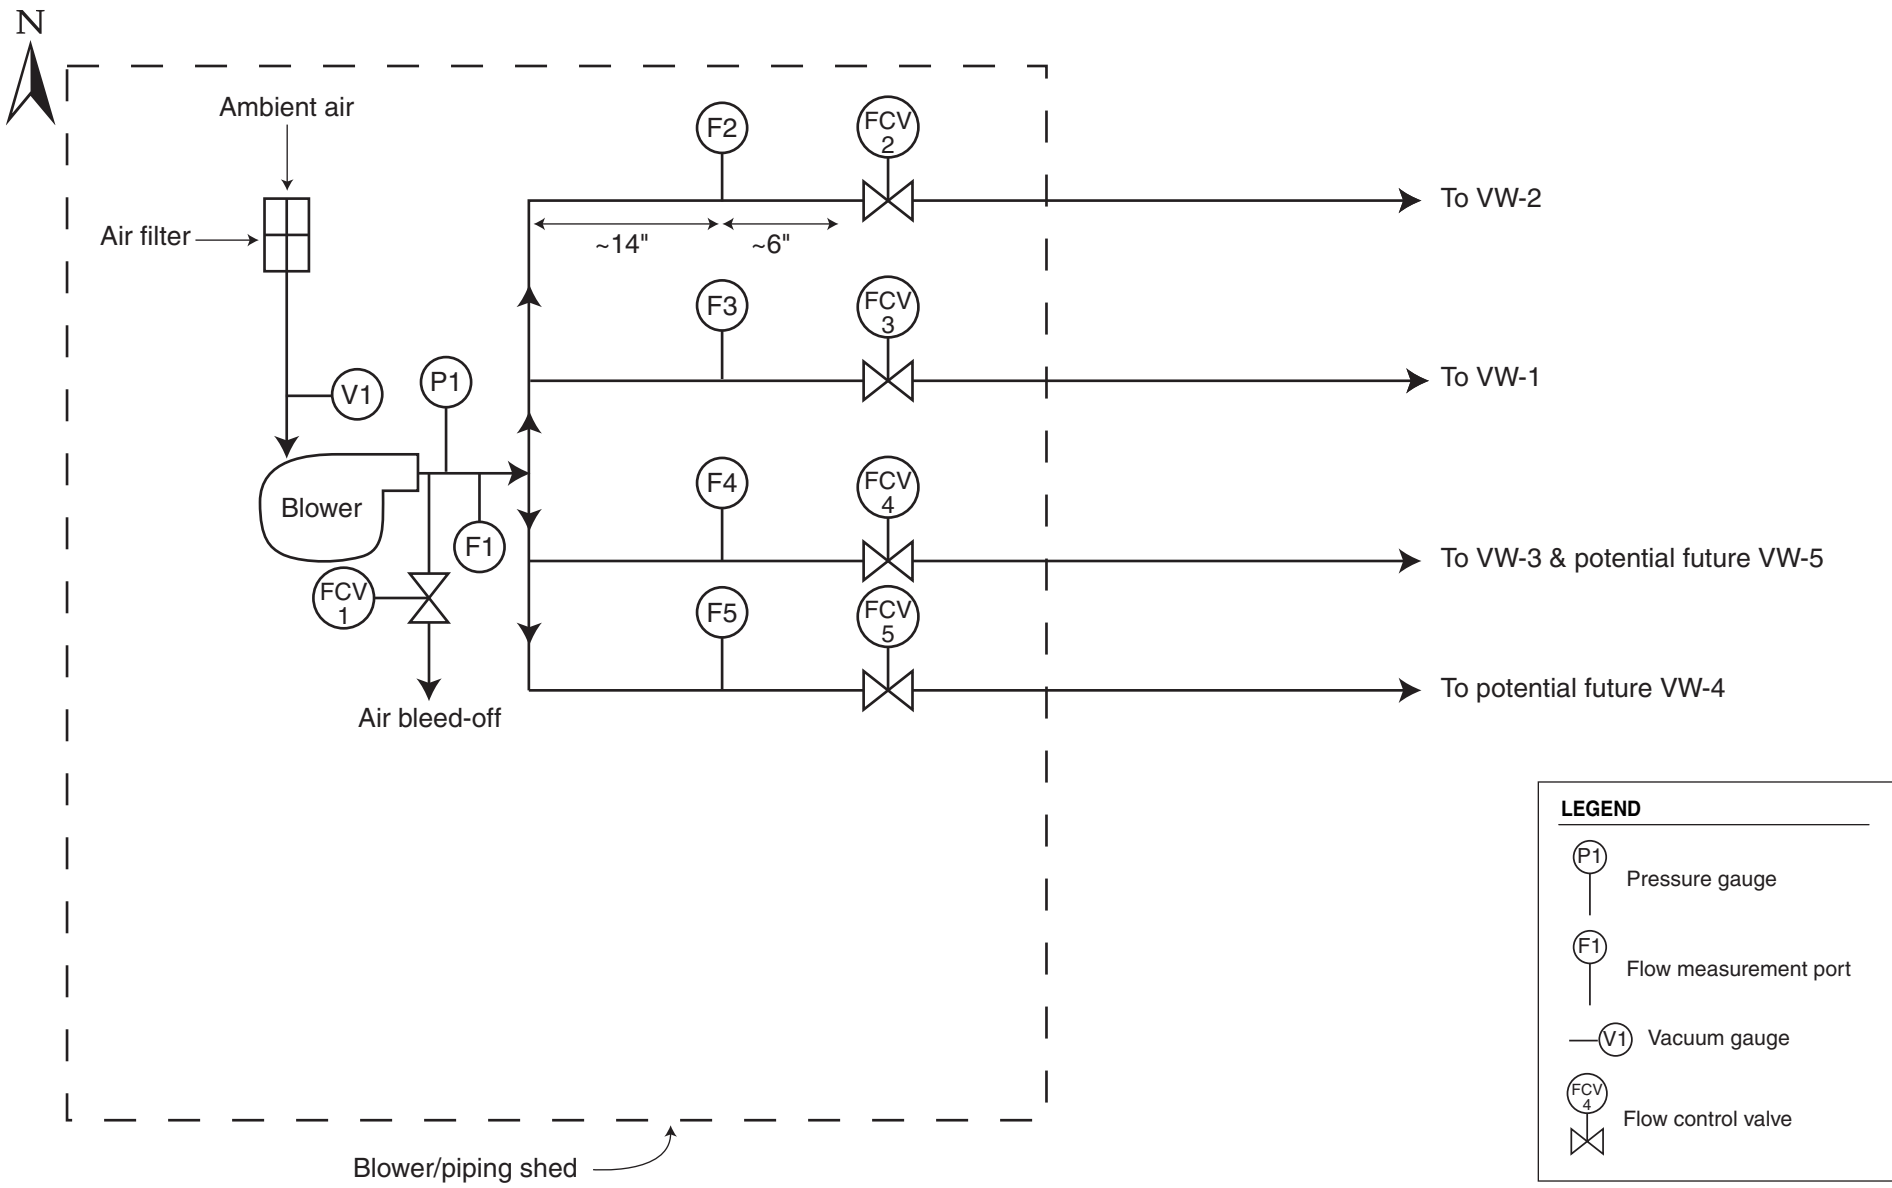 N
Ambient air
Air filter
F2
FCV
2
To VW-2
~14"
~6"
F3
FCV
3
To VW-1
P1
V1
Blower
F1
F4
FCV
4
To VW-3 & potential future VW-5
FCV
1
F5
FCV
5
To potential future VW-4
Air bleed-off
Blower/piping shed
LEGEND
P1
Pressure gauge
F1
Flow measurement port
V1
Vacuum gauge
FCV
4
Flow control valve